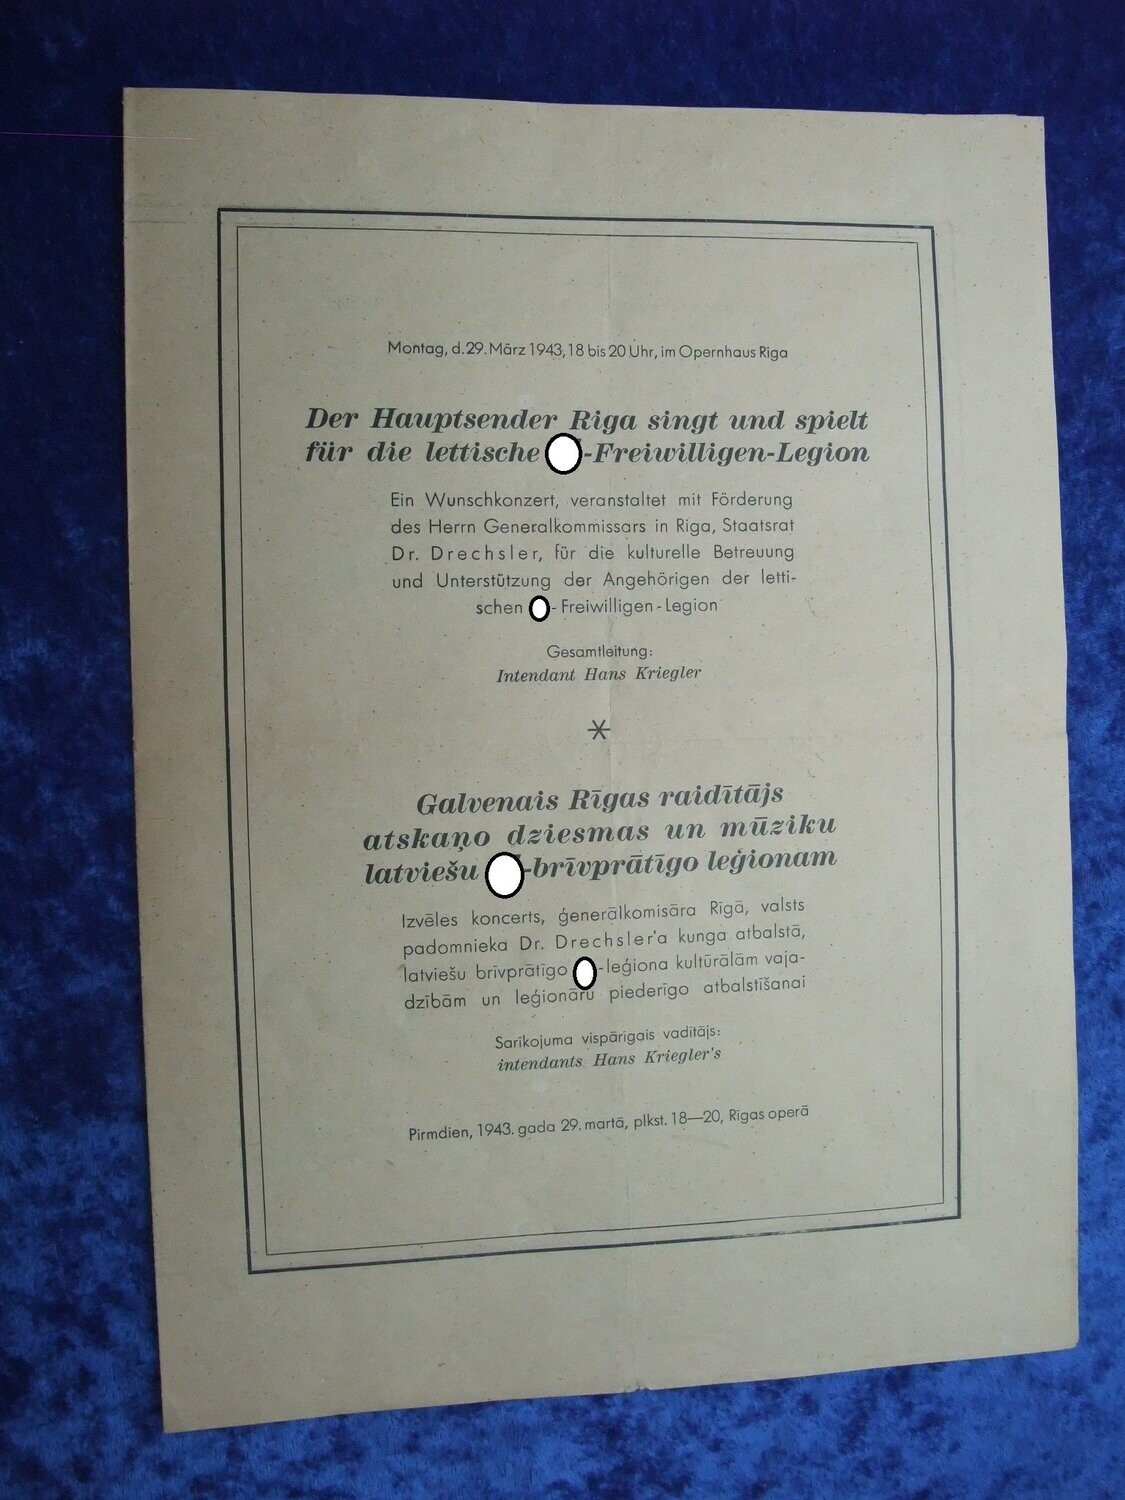 Montag, d. 29. März 1943, 18 bis 20 Uhr, im Opernhaus Riga
Der Hauptsender Riga singt und spielt
für die lettische -Freiwilligen-Legion
Ein Wunschkonzert, veranstaltet mit Förderung
des Herrn Generalkommissars in Riga, Staatsrat
Dr. Drechsler, für die kulturelle Betreuung
und Unterstützung der Angehörigen der letti-
schen - Freiwilligen - Legion
Gesamtleitung:
Intendant Hans Kriegler
*
Galvenais Rīgas raidītājs
atskaņo dziesmas un mūziku
latviešu -brīvprātīgo leģionam
Izvēles koncerts, ģenerālkomisāra Rīgā, valsts
padomnieka Dr. Drechsler'a kunga atbalstā,
latviešu brīvprātīgo -leģiona kultūrālām vaja-
dzībām un leģionāru piederīgo atbalstīšanai
Sarīkojuma vispārīgais vadītājs:
intendants Hans Kriegler's
Pirmdien, 1943. gada 29. martā, plkst. 18—20, Rīgas operā